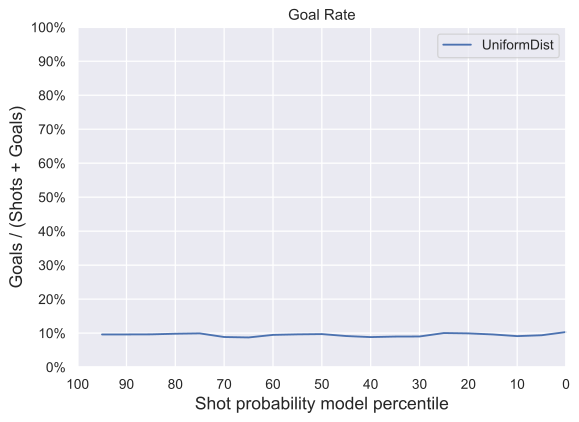 Goal Rate
100%
90%
80%
70%
60%
50%
40%
30%
20%
10%
0%
Goals / (Shots + Goals)
UniformDist
100 90 80 70 60 50 40 30 20 10 0
Shot probability model percentile